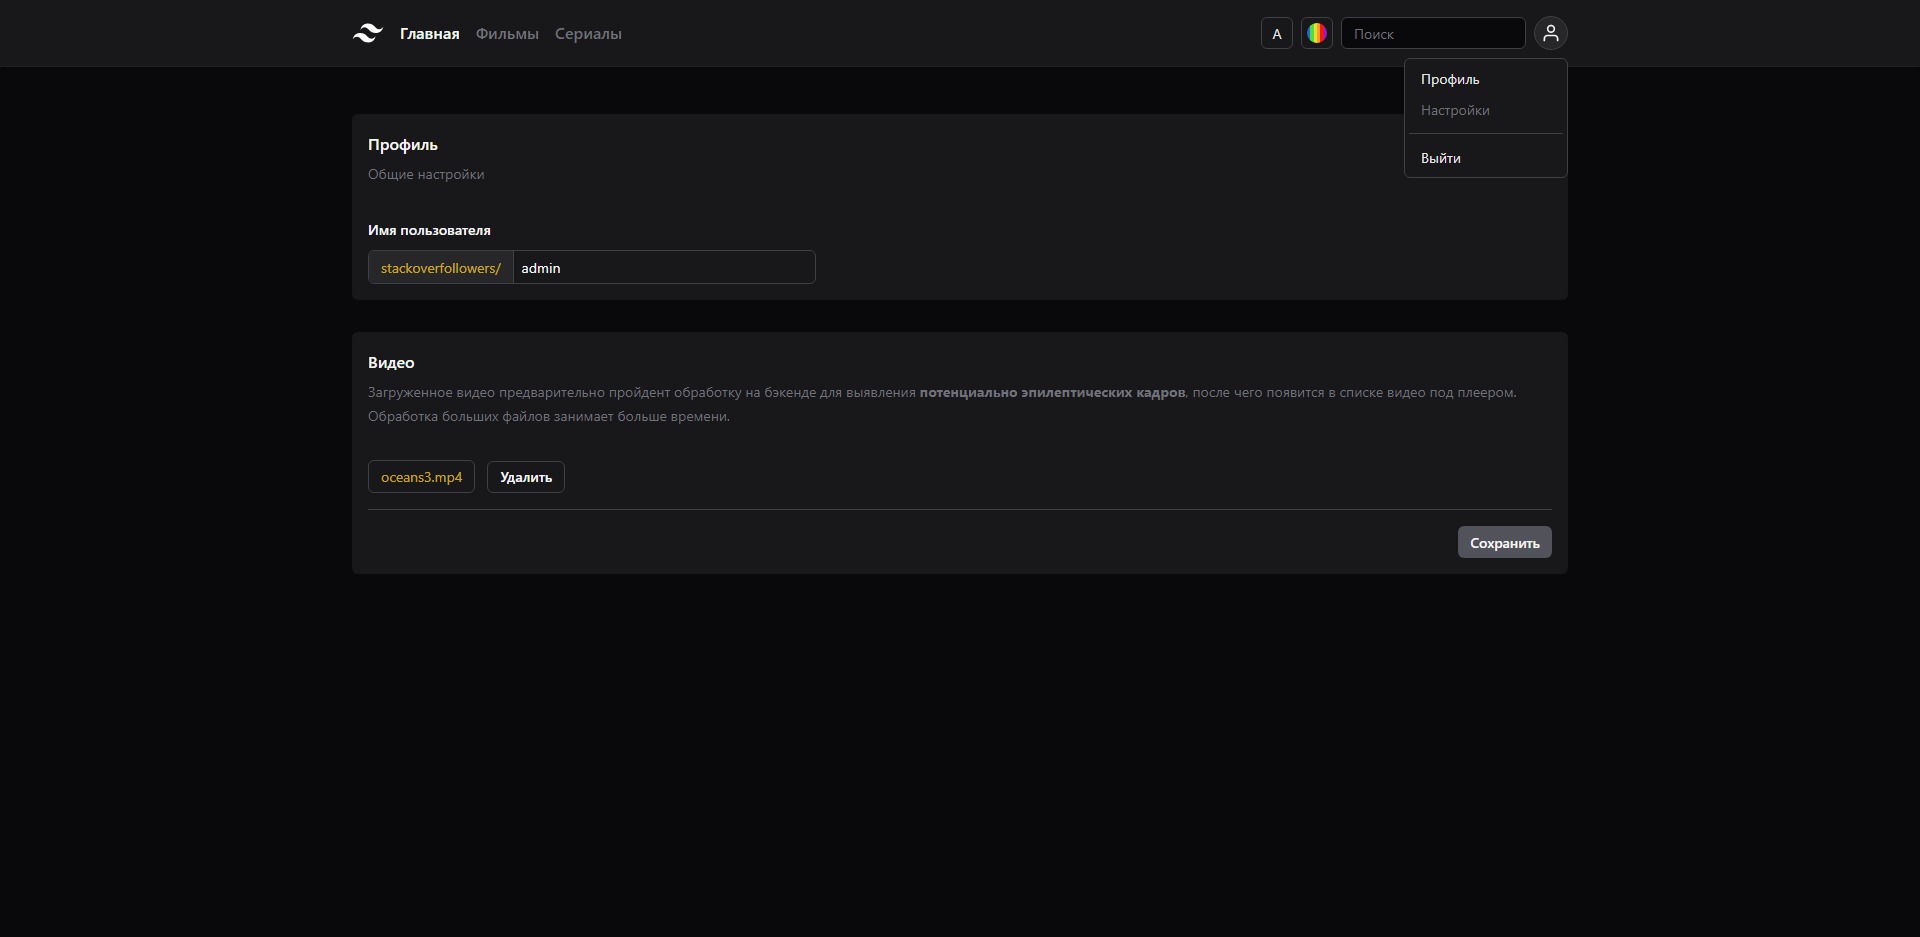 Главная Фильмы Сериалы A Поиск
Профиль
Настройки
Выйти
Профиль
Общие настройки
Имя пользователя
stackoverfollowers/ admin
Видео
Загруженное видео предварительно пройдент обработку на бэкенде для выявления потенциально эпилептических кадров, после чего появится в списке видео под плеером.
Обработка больших файлов занимает больше времени.
oceans3.mp4 Удалить
Сохранить